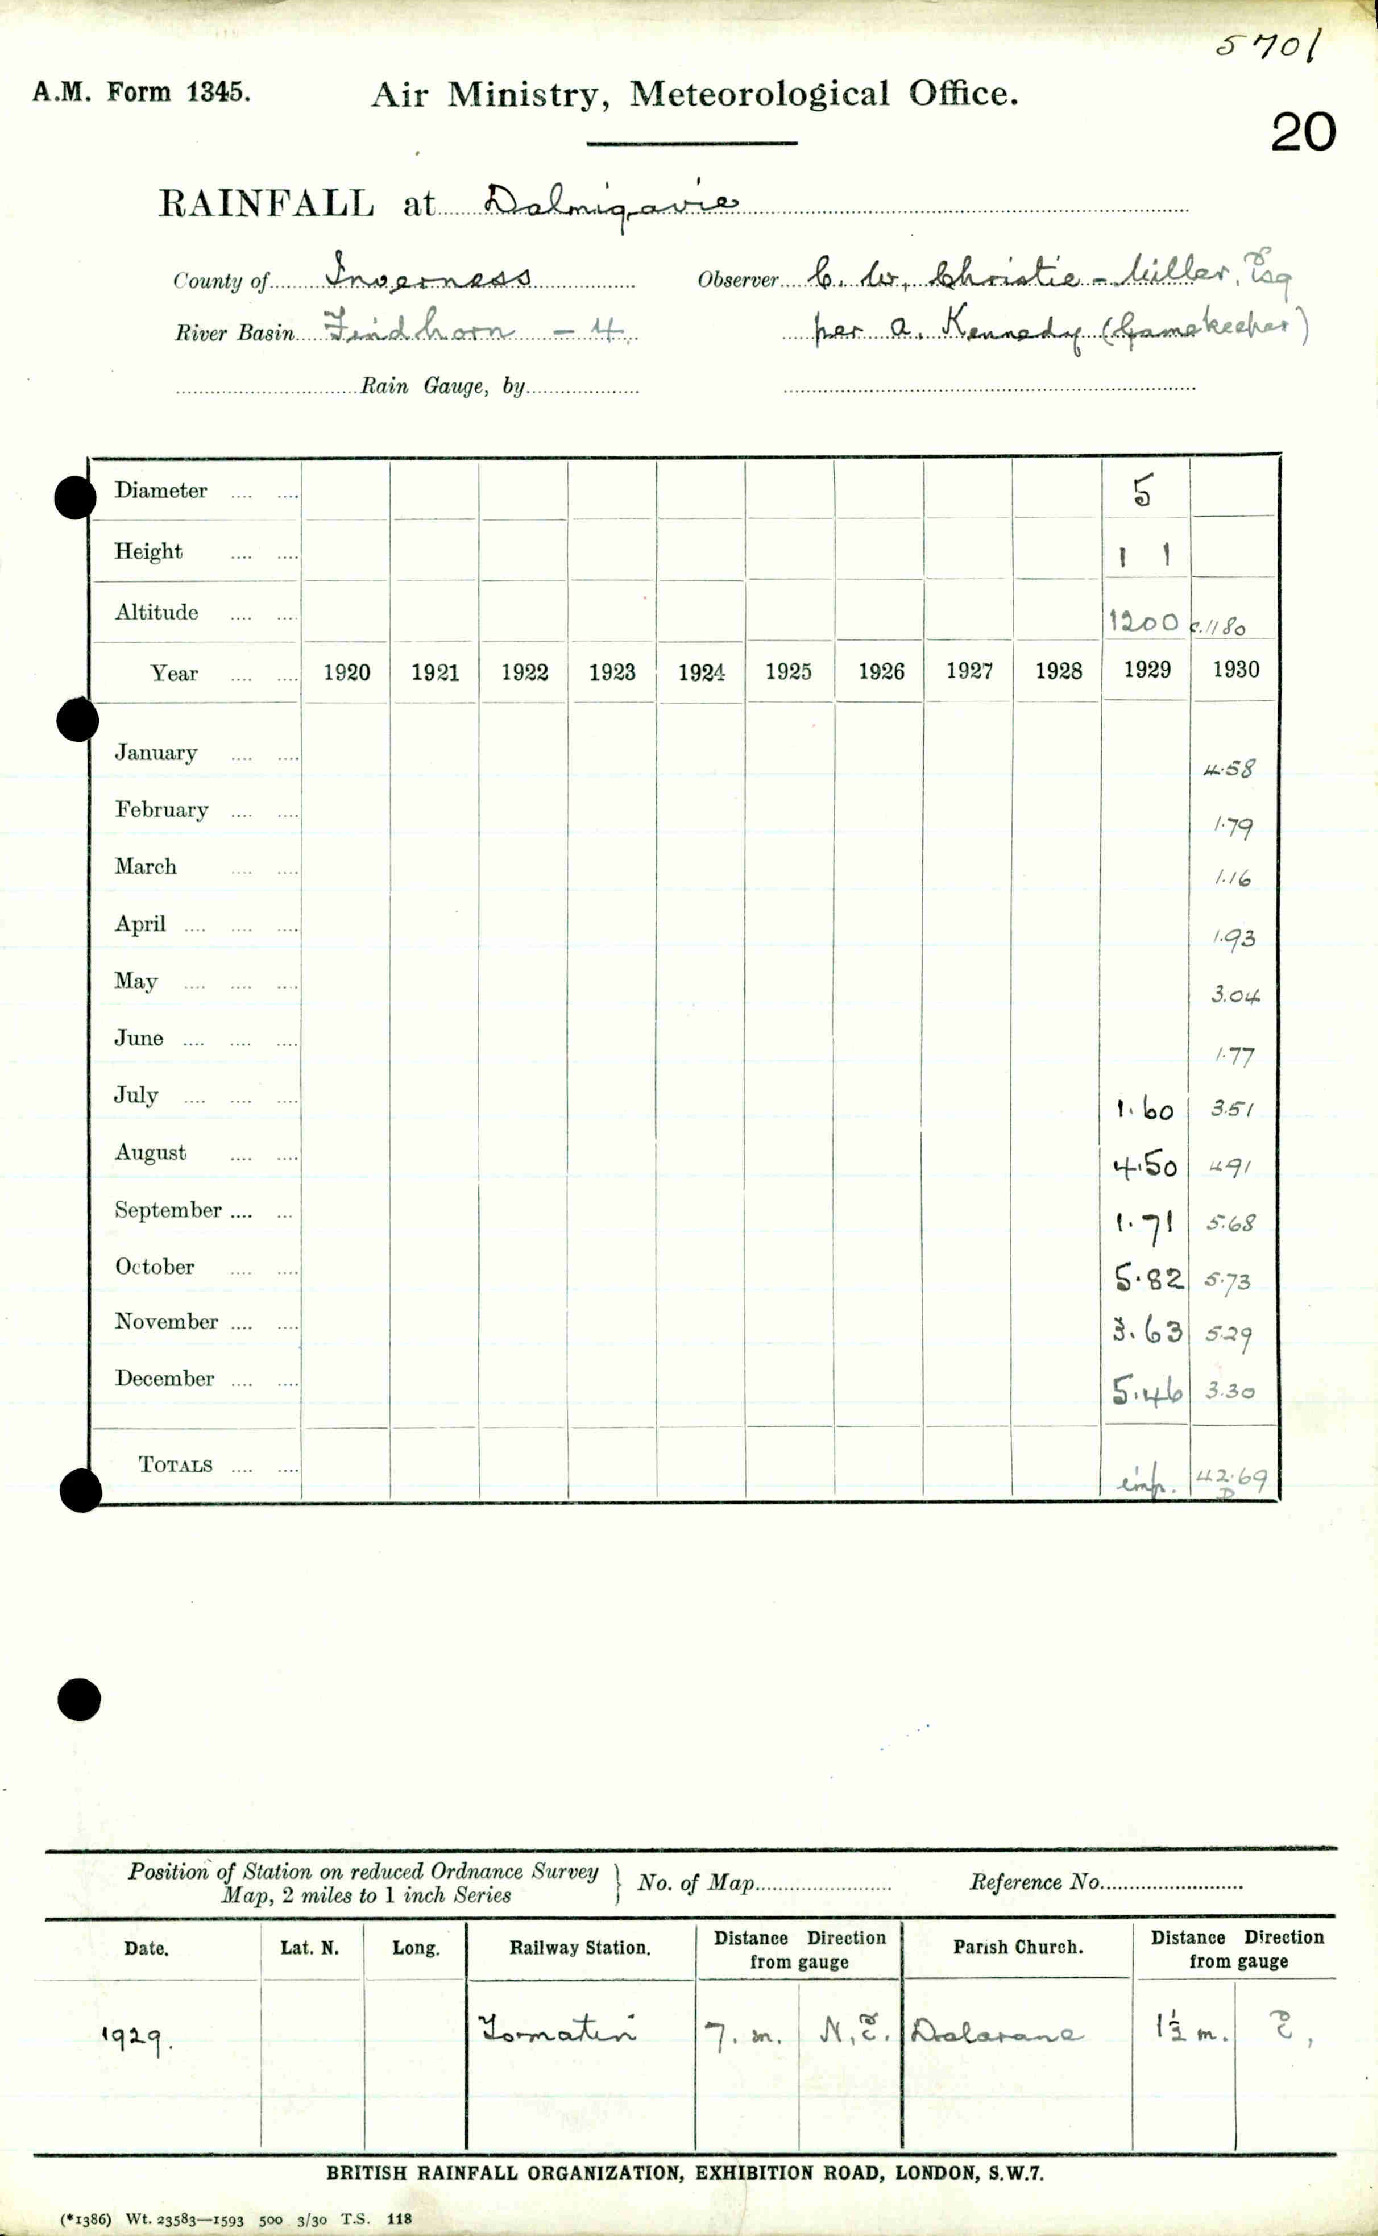 5701
A.M. Form 1345.
Air Ministry, Meteorological Office.
20
RAINFALL at Dalmigavie
County of Inverness Observer C. W. Christie-Miller, Esq
River Basin Findhorn - 4. per A. Kennedy (Gamekeeper)
Rain Gauge, by
Diameter 5
Height 1 1
Altitude 1200 c.1180
Year 1920 1921 1922 1923 1924 1925 1926 1927 1928 1929 1930
January 4.58
February 1.79
March 1.16
April 1.93
May 3.04
June 1.77
July 1.60 3.51
August 4.50 4.91
September 1.71 5.68
October 5.82 5.73
November 3.63 5.29
December 5.46 3.30
TOTALS imp. 42.69
D
Position of Station on reduced Ordnance Survey
Map, 2 miles to 1 inch Series } No. of Map Reference No.
Date. Lat. N. Long. Railway Station. Distance Direction from gauge Parish Church. Distance Direction from gauge
1929. Tomatin 7. m. N.E. Dalarane 1½ m. E,
BRITISH RAINFALL ORGANIZATION, EXHIBITION ROAD, LONDON, S.W.7.
(*1386) Wt. 23583—1593 500 3/30 T.S. 118